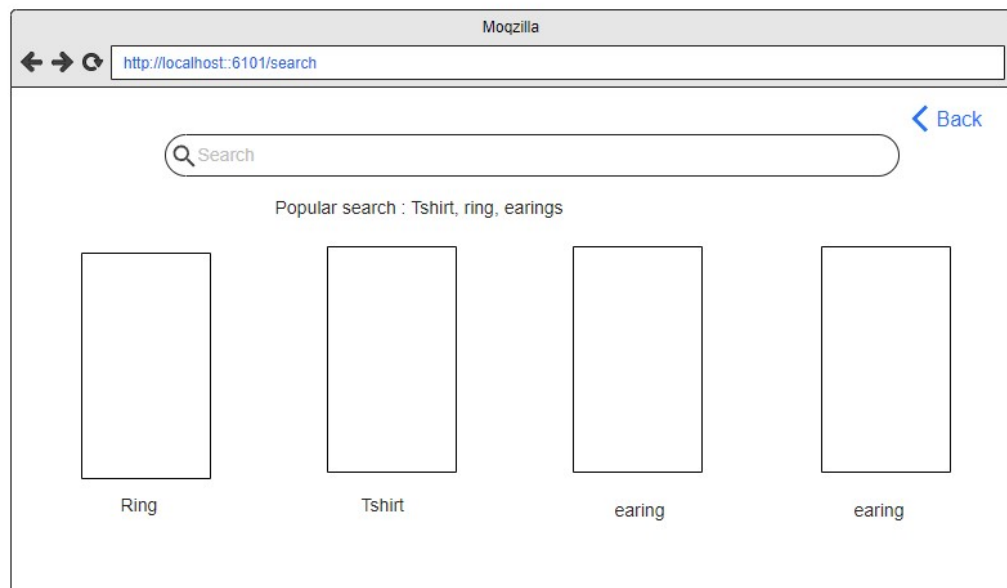 Moqzilla
http://localhost::6101/search
Back
Search
Popular search : Tshirt, ring, earings
Ring
Tshirt
earing
earing